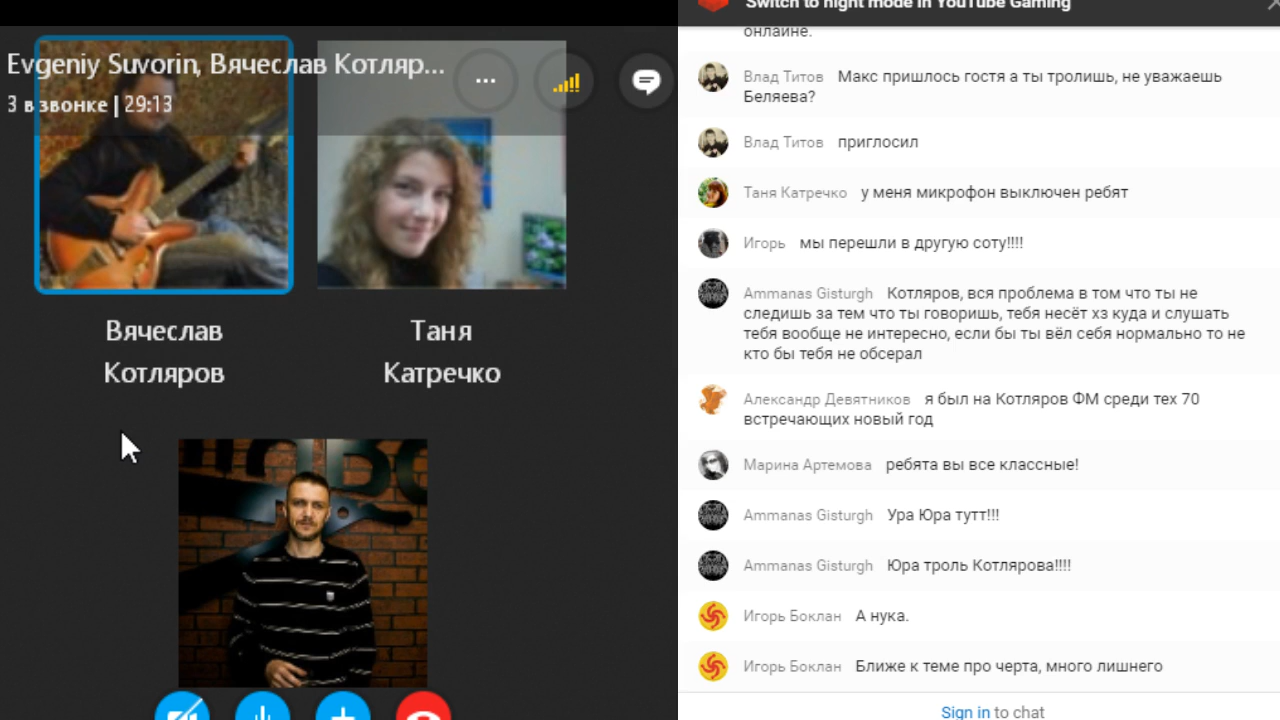 Evgeniy Suvorin, Вячеслав Котляр...
3 в звонке | 29:13
Вячеслав
Котляров
Таня
Катречко
Switch to night mode in YouTube Gaming
онлайне.
Влад Титов Макс пришлось гостя а ты тролишь, не уважаешь
Беляева?
Влад Титов приглосил
Таня Катречко у меня микрофон выключен ребят
Игорь мы перешли в другую соту!!!!
Ammanas Gisturgh Котляров, вся проблема в том что ты не
следишь за тем что ты говоришь, тебя несёт хз куда и слушать
тебя вообще не интересно, если бы ты вёл себя нормально то не
кто бы тебя не обсерал
Александр Девятников я был на Котляров ФМ среди тех 70
встречающих новый год
Марина Артемова ребята вы все классные!
Ammanas Gisturgh Ура Юра тутт!!!
Ammanas Gisturgh Юра троль Котлярова!!!!
Игорь Боклан А нука.
Игорь Боклан Ближе к теме про черта, много лишнего
Sign in to chat